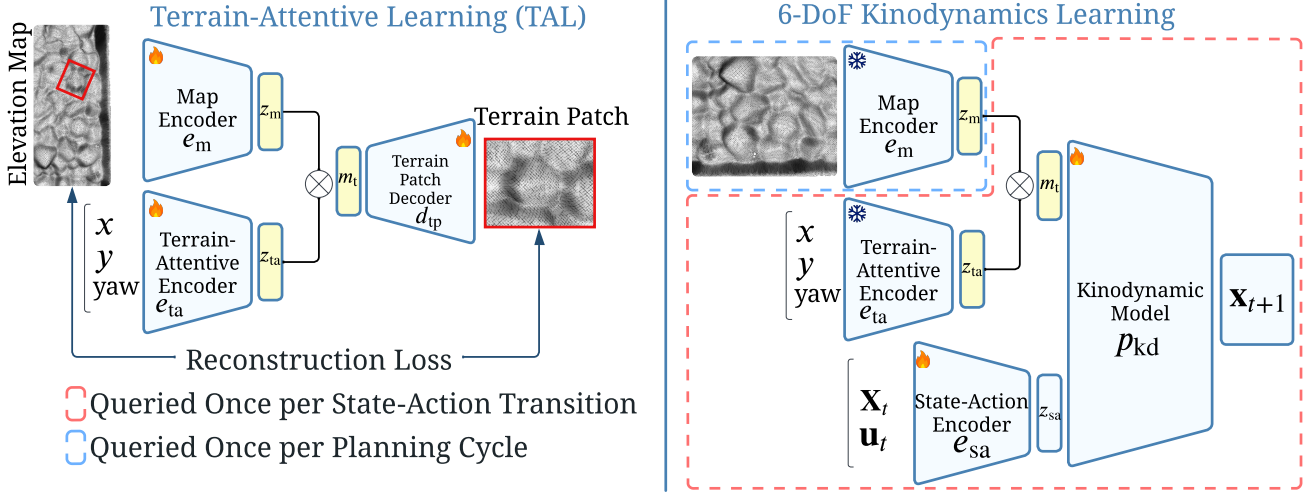 Terrain-Attentive Learning (TAL)
Elevation Map
Map
Encoder
e_m
z_m
x
y
yaw
Terrain-
Attentive
Encoder
e_ta
z_ta
m_t
Terrain
Patch
Decoder
d_tp
Terrain Patch
Reconstruction Loss
Queried Once per State-Action Transition
Queried Once per Planning Cycle
6-DoF Kinodynamics Learning
Map
Encoder
e_m
z_m
x
y
yaw
Terrain-
Attentive
Encoder
e_ta
z_ta
m_t
x_t
u_t
State-Action
Encoder
e_sa
z_sa
Kinodynamic
Model
p_kd
x_{t+1}